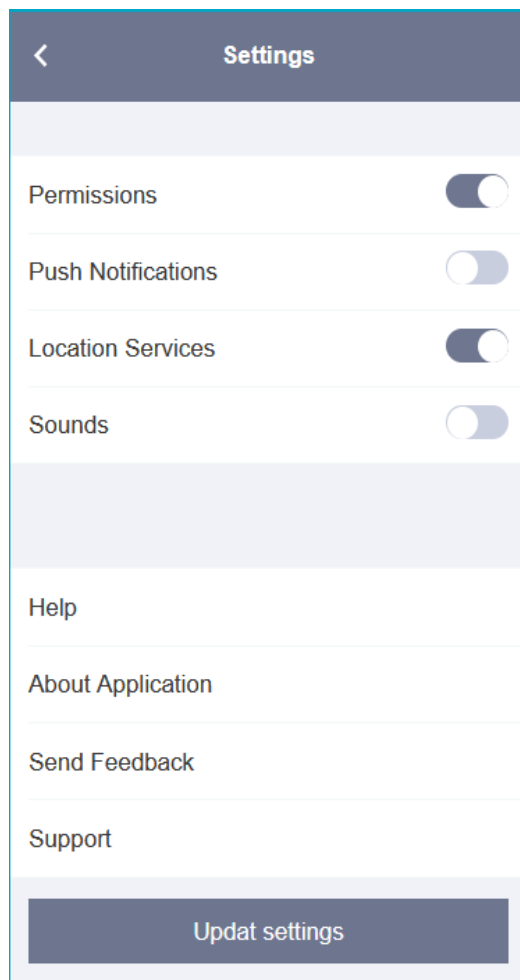 Settings
Permissions
Push Notifications
Location Services
Sounds
Help
About Application
Send Feedback
Support
Updat settings